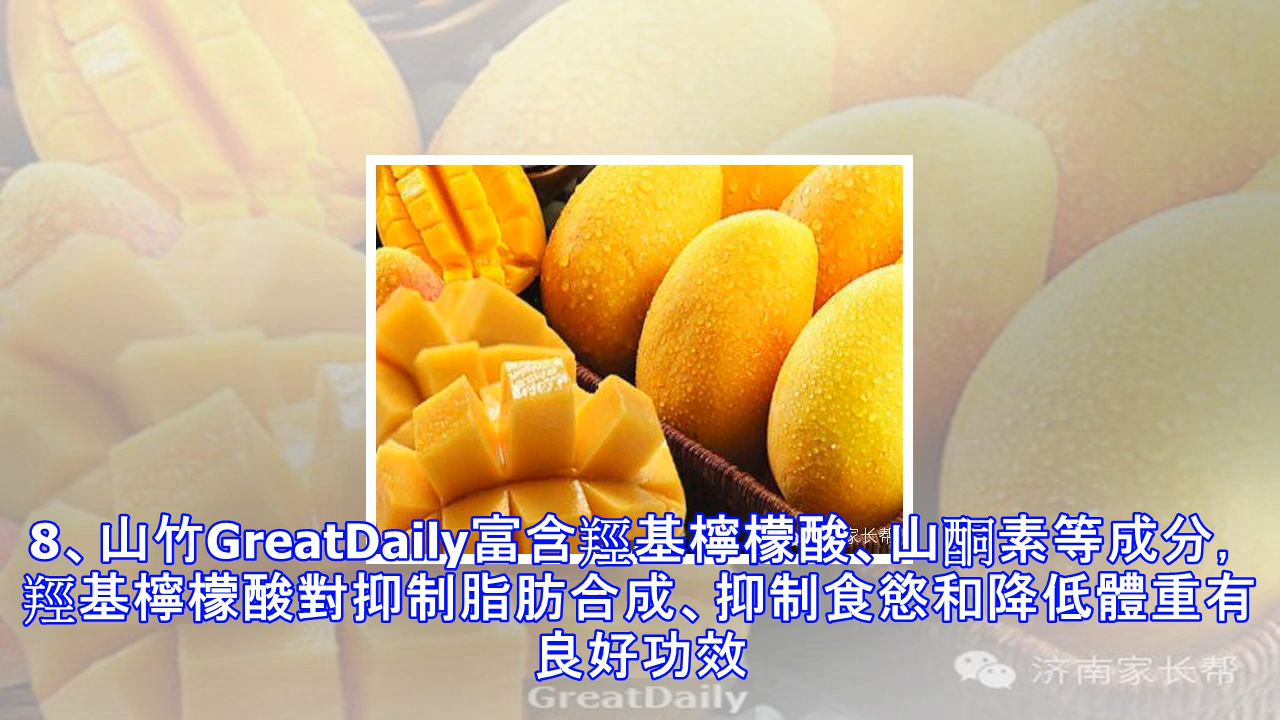 家长帮
8、山竹GreatDaily富含羥基檸檬酸、山酮素等成分,
羥基檸檬酸對抑制脂肪合成、抑制食慾和降低體重有
良好功效
济南家长帮
GreatDaily